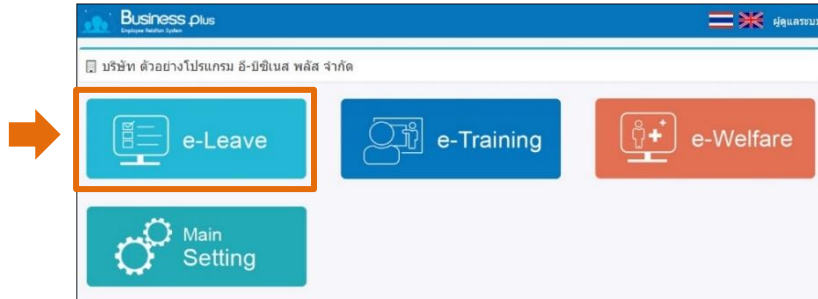 Business Plus
Employee Relation System
ผู้ดูแลระบบ
บริษัท ตัวอย่างโปรแกรม อี-บิซิเนส พลัส จำกัด
e-Leave
e-Training
e-Welfare
Main
Setting